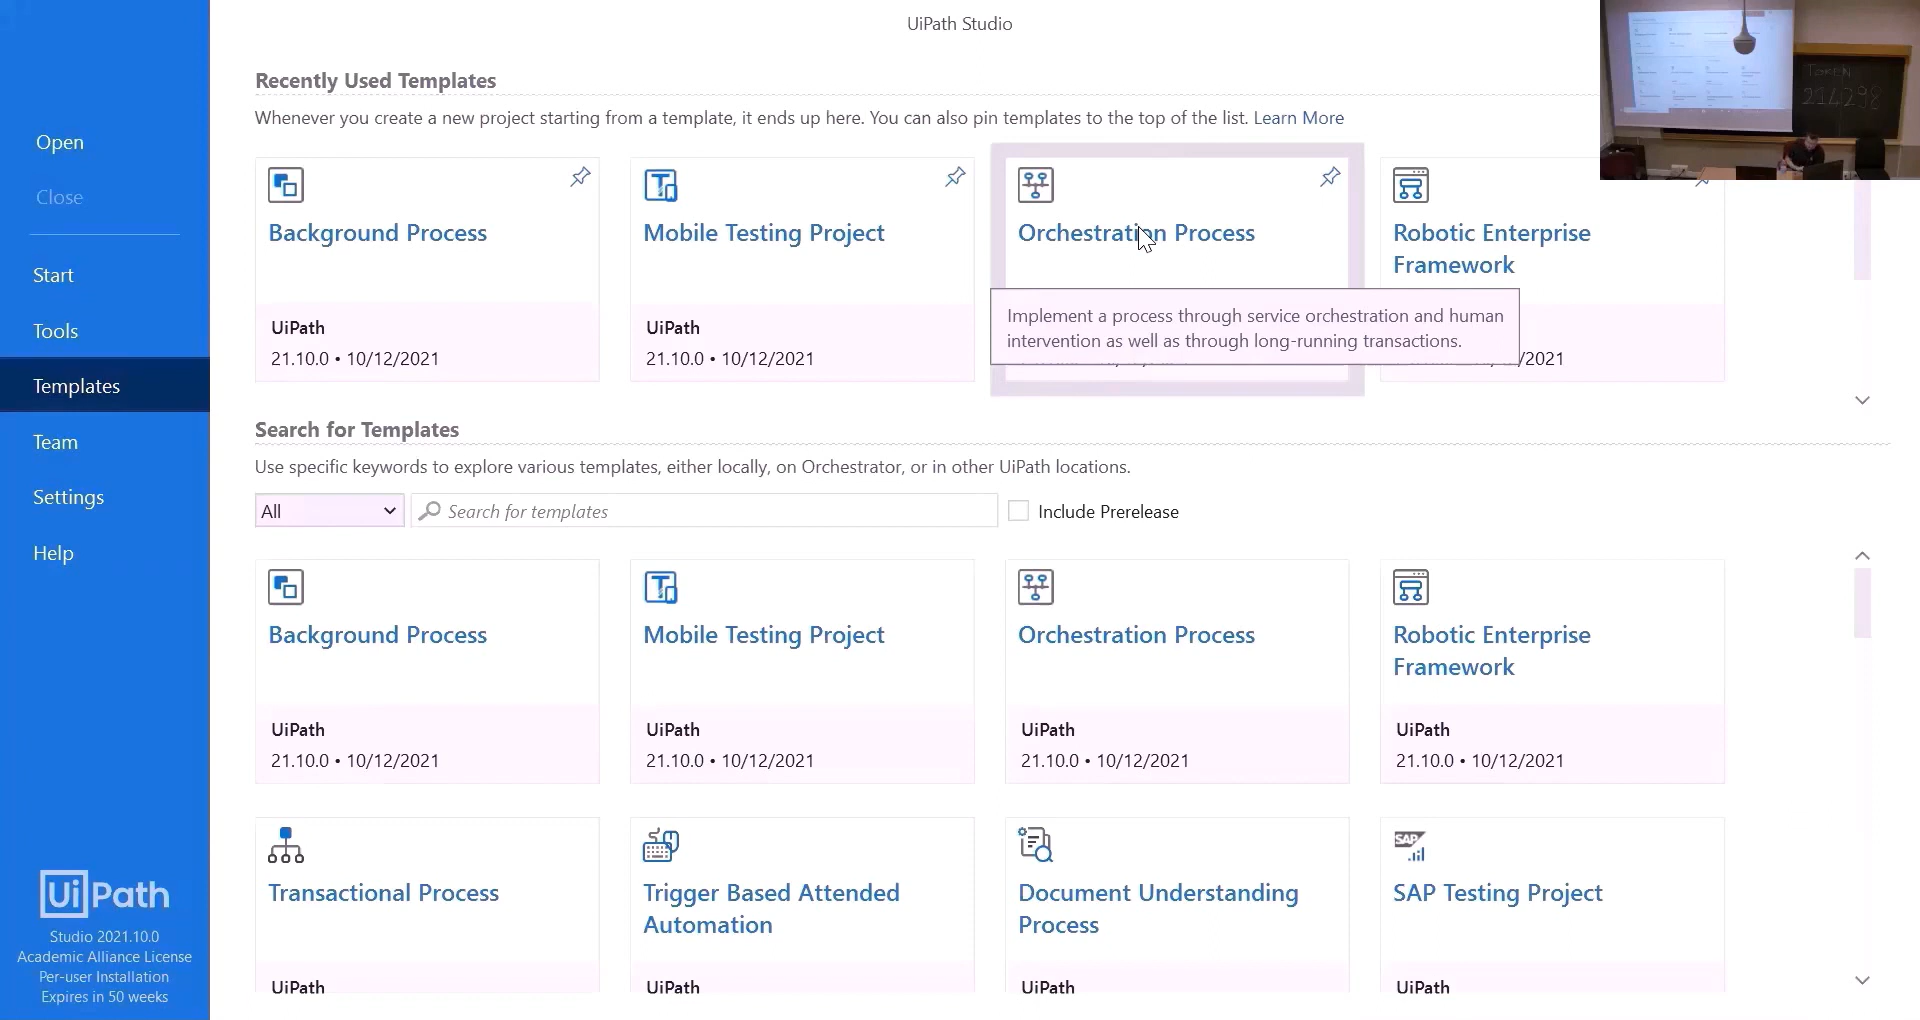 UiPath Studio
Open
Close
Start
Tools
Templates
Team
Settings
Help
UiPath
Studio 2021.10.0
Academic Alliance License
Per-user Installation
Expires in 50 weeks
Recently Used Templates
Whenever you create a new project starting from a template, it ends up here. You can also pin templates to the top of the list. Learn More
Background Process
UiPath
21.10.0 • 10/12/2021
Mobile Testing Project
UiPath
21.10.0 • 10/12/2021
Orchestration Process
Implement a process through service orchestration and human
intervention as well as through long-running transactions.
Robotic Enterprise
Framework
/2021
Search for Templates
Use specific keywords to explore various templates, either locally, on Orchestrator, or in other UiPath locations.
All
Search for templates
Include Prerelease
Background Process
UiPath
21.10.0 • 10/12/2021
Mobile Testing Project
UiPath
21.10.0 • 10/12/2021
Orchestration Process
UiPath
21.10.0 • 10/12/2021
Robotic Enterprise
Framework
UiPath
21.10.0 • 10/12/2021
Transactional Process
UiPath
Trigger Based Attended
Automation
UiPath
Document Understanding
Process
UiPath
SAP
SAP Testing Project
UiPath
TOKEN
214298